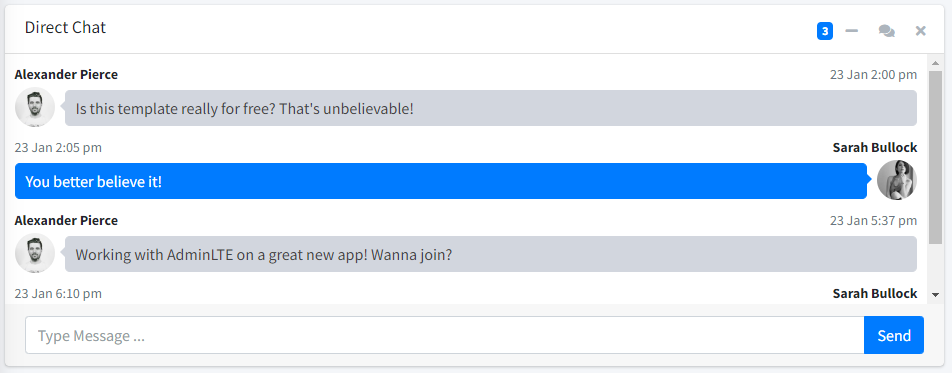 Direct Chat
3
Alexander Pierce 23 Jan 2:00 pm
Is this template really for free? That's unbelievable!
23 Jan 2:05 pm Sarah Bullock
You better believe it!
Alexander Pierce 23 Jan 5:37 pm
Working with AdminLTE on a great new app! Wanna join?
23 Jan 6:10 pm Sarah Bullock
Type Message ...
Send